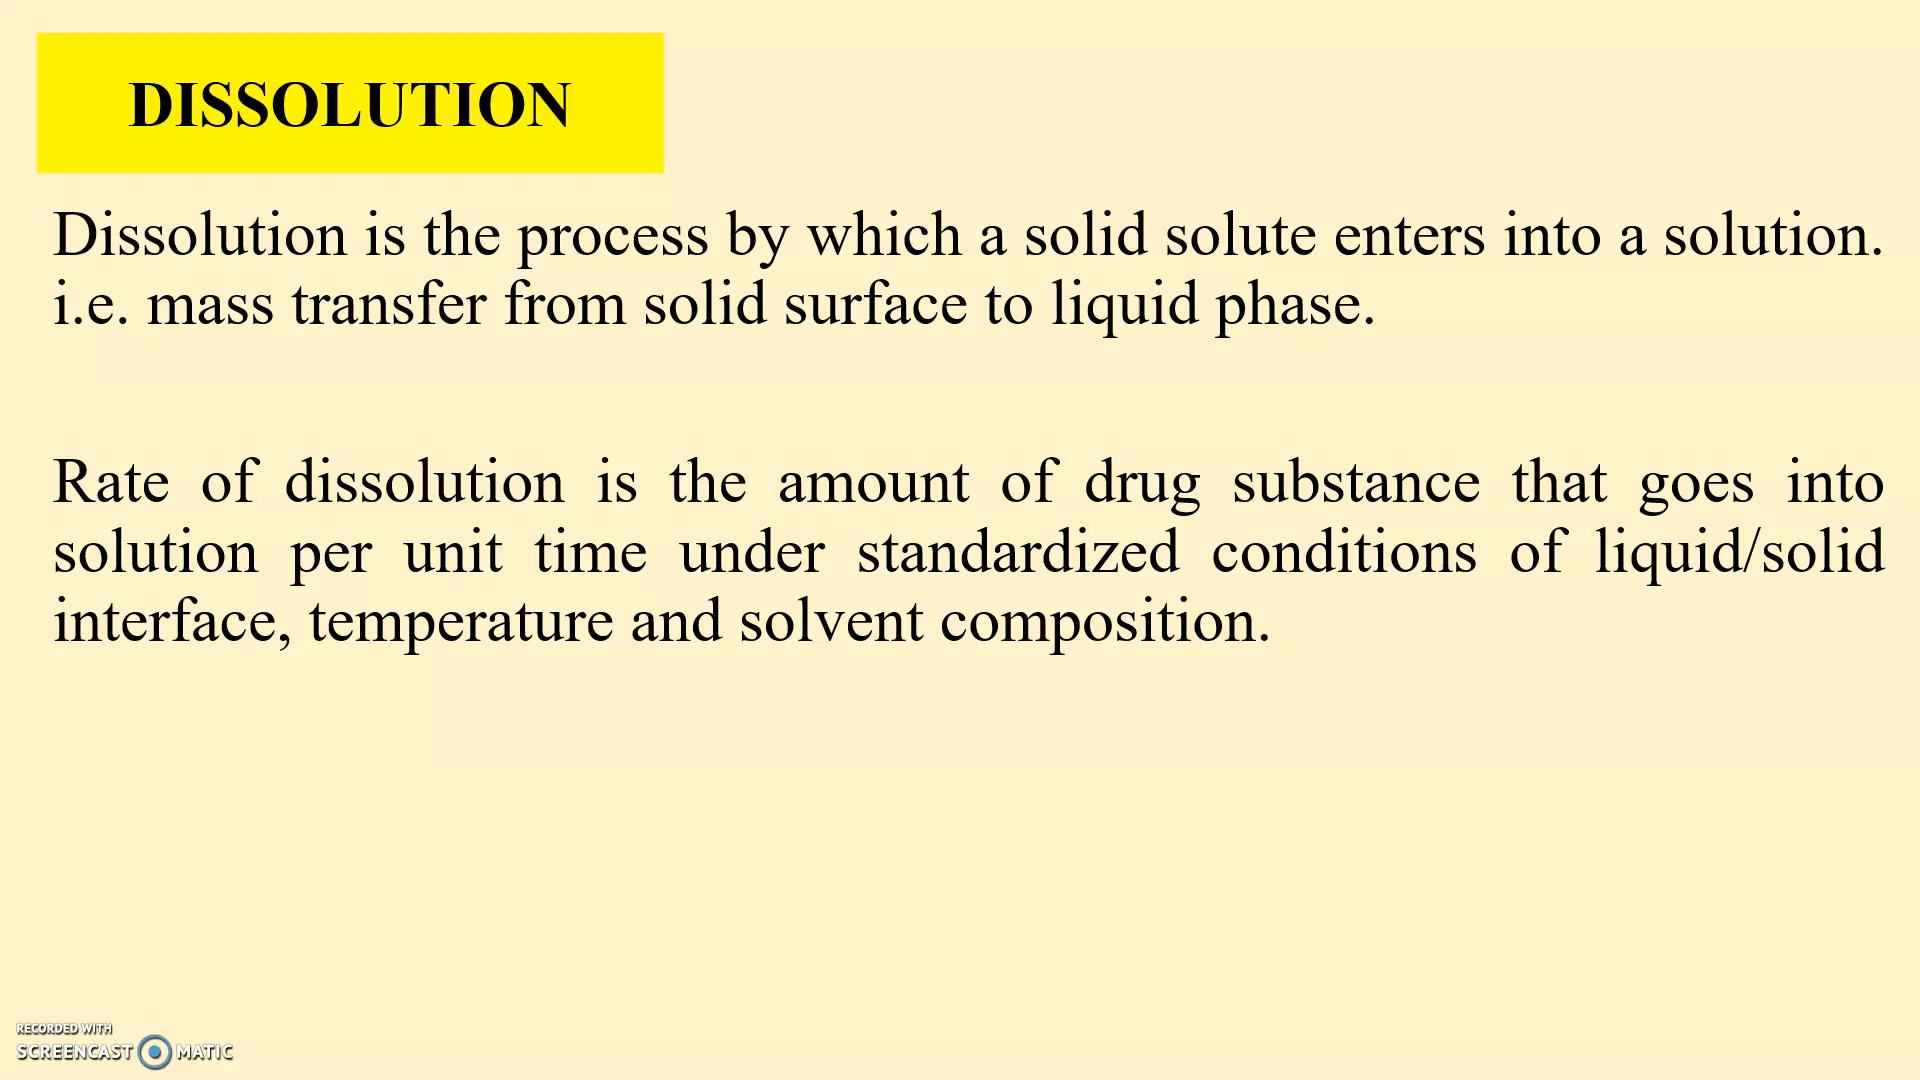 DISSOLUTION
Dissolution is the process by which a solid solute enters into a solution.
i.e. mass transfer from solid surface to liquid phase.
Rate of dissolution is the amount of drug substance that goes into
solution per unit time under standardized conditions of liquid/solid
interface, temperature and solvent composition.
RECORDED WITH
SCREENCAST MATIC